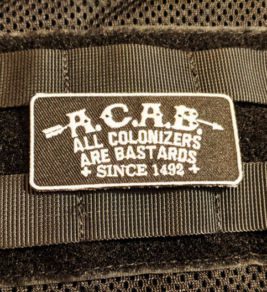 A.C.A.B.
ALL COLONIZERS
ARE BASTARDS
SINCE 1492